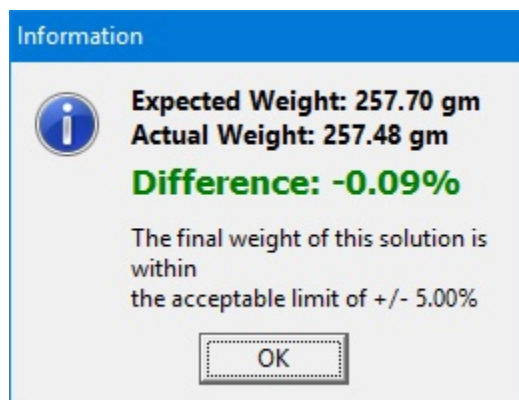 Information
Expected Weight: 257.70 gm
Actual Weight: 257.48 gm
Difference: -0.09%
The final weight of this solution is
within
the acceptable limit of +/- 5.00%
OK